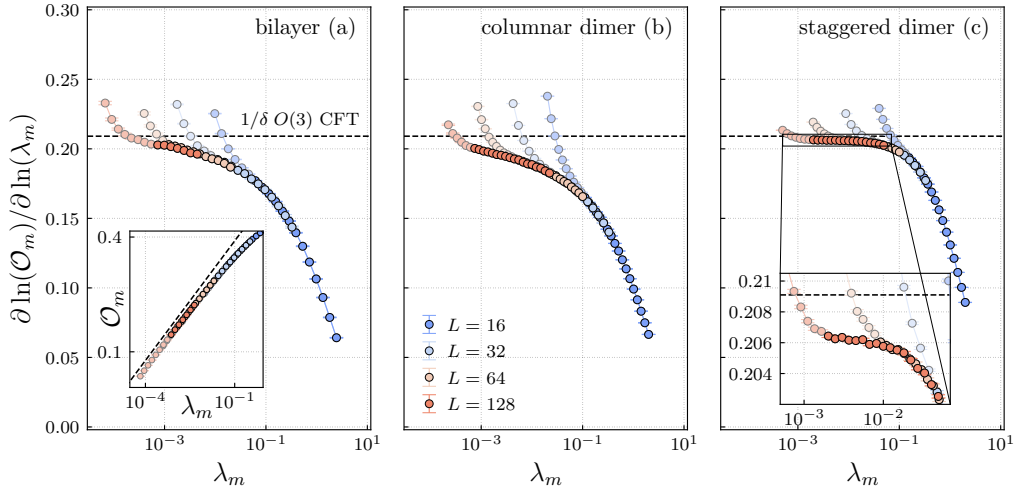 bilayer (a)
columnar dimer (b)
staggered dimer (c)
0.30
0.25
0.20
0.15
0.10
0.05
0.00
∂ ln(𝒪_m)/∂ ln(λ_m)
1/δ O(3) CFT
0.4
0.1
𝒪_m
10^{-4}
10^{-1}
λ_m
L = 16
L = 32
L = 64
L = 128
0.21
0.208
0.206
0.204
10^{-3}
10^{-2}
10^{-3}
10^{-1}
10^{1}
10^{-3}
10^{-1}
10^{1}
10^{-3}
10^{-1}
10^{1}
λ_m
λ_m
λ_m